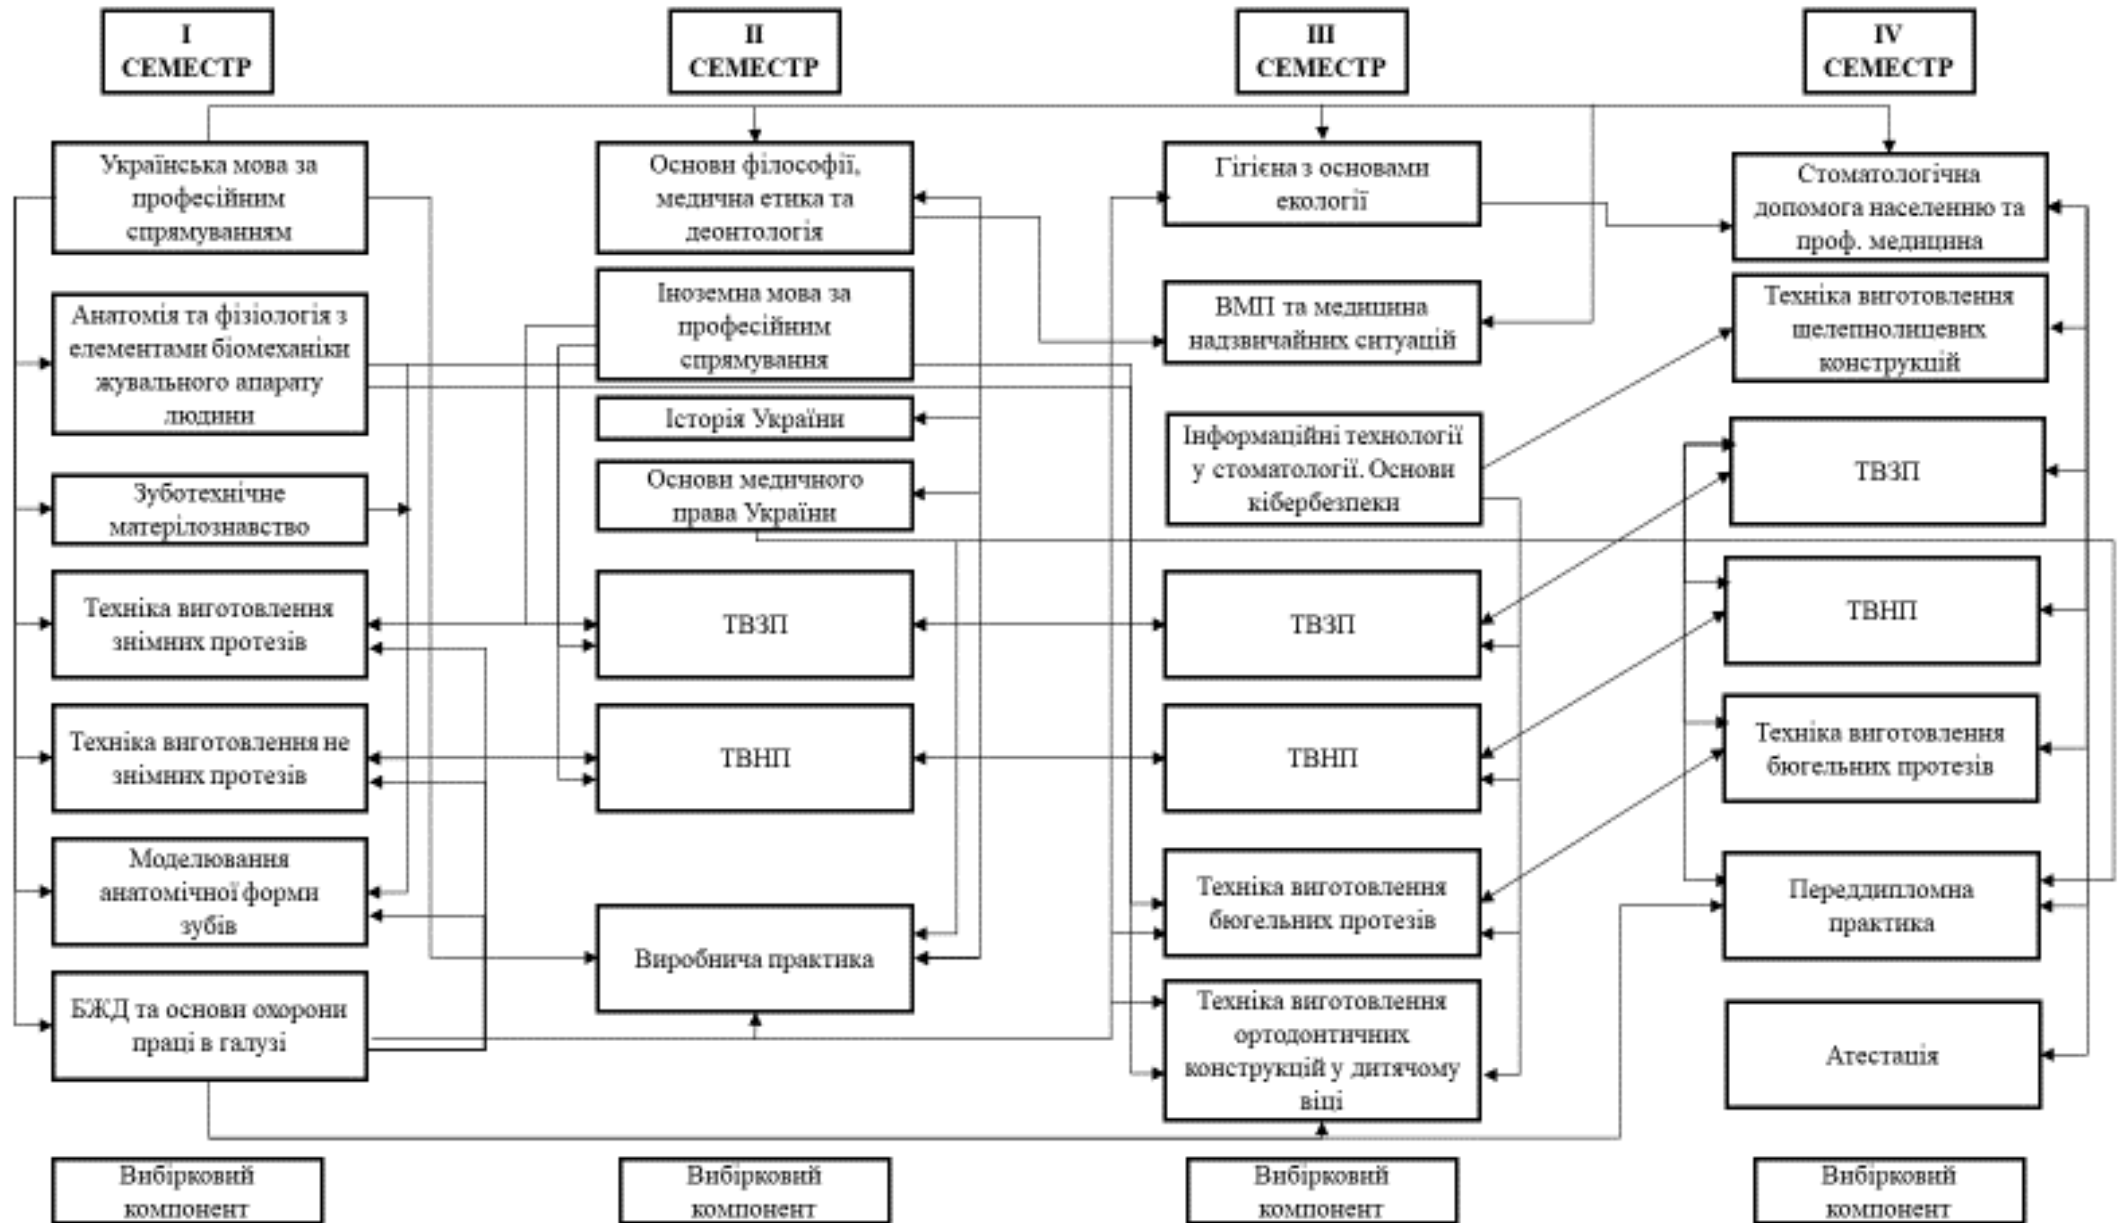 I
СЕМЕСТР
II
СЕМЕСТР
III
СЕМЕСТР
IV
СЕМЕСТР
Українська мова за
професійним
спрямуванням
Анатомія та фізіологія з
елементами біомеханіки
жувального апарату
людини
Зуботехнічне
матерілознавство
Техніка виготовлення
знімних протезів
Техніка виготовлення не
знімних протезів
Моделювання
анатомічної форми
зубів
БЖД та основи охорони
праці в галузі
Вибірковий
компонент
Основи філософії,
медична етика та
деонтологія
Іноземна мова за
професійним
спрямування
Історія України
Основи медичного
права України
ТВЗП
ТВНП
Виробнича практика
Вибірковий
компонент
Гігієна з основами
екології
ВМП та медицина
надзвичайних ситуацій
Інформаційні технології
у стоматології. Основи
кібербезпеки
ТВЗП
ТВНП
Техніка виготовлення
бюгельних протезів
Техніка виготовлення
ортодонтичних
конструкцій у дитячому
віці
Вибірковий
компонент
Стоматологічна
допомога населенню та
проф. медицина
Техніка виготовлення
шелепнолицевих
конструкцій
ТВЗП
ТВНП
Техніка виготовлення
бюгельних протезів
Переддипломна
практика
Атестація
Вибірковий
компонент